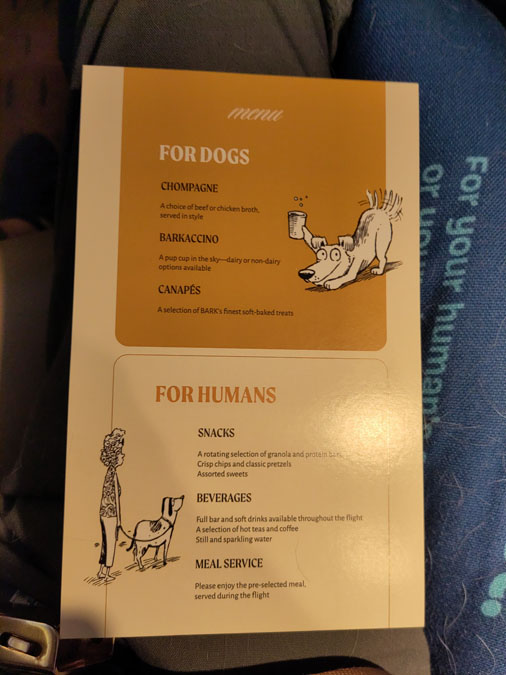 menu
FOR DOGS
CHOMPAGNE
A choice of beef or chicken broth,
served in style
BARKACCINO
A pup cup in the sky—dairy or non-dairy
options available
CANAPÉS
A selection of BARK's finest soft-baked treats
FOR HUMANS
SNACKS
A rotating selection of granola and protein bars
Crisp chips and classic pretzels
Assorted sweets
BEVERAGES
Full bar and soft drinks available throughout the flight
A selection of hot teas and coffee
Still and sparkling water
MEAL SERVICE
Please enjoy the pre-selected meal,
served during the flight
For your human's
or you